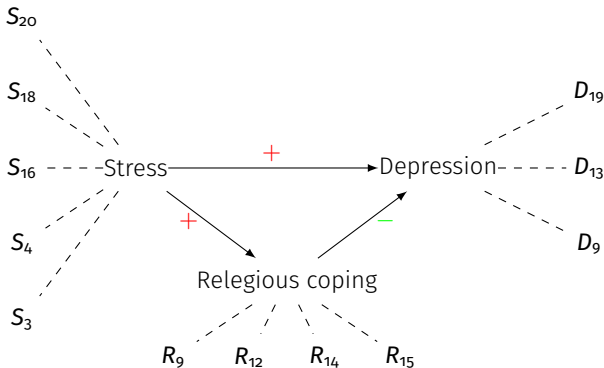 S₂₀
S₁₈
D₁₉
+
S₁₆
Stress
Depression
D₁₃
+
−
S₄
D₉
Relegious coping
S₃
R₉ R₁₂ R₁₄ R₁₅